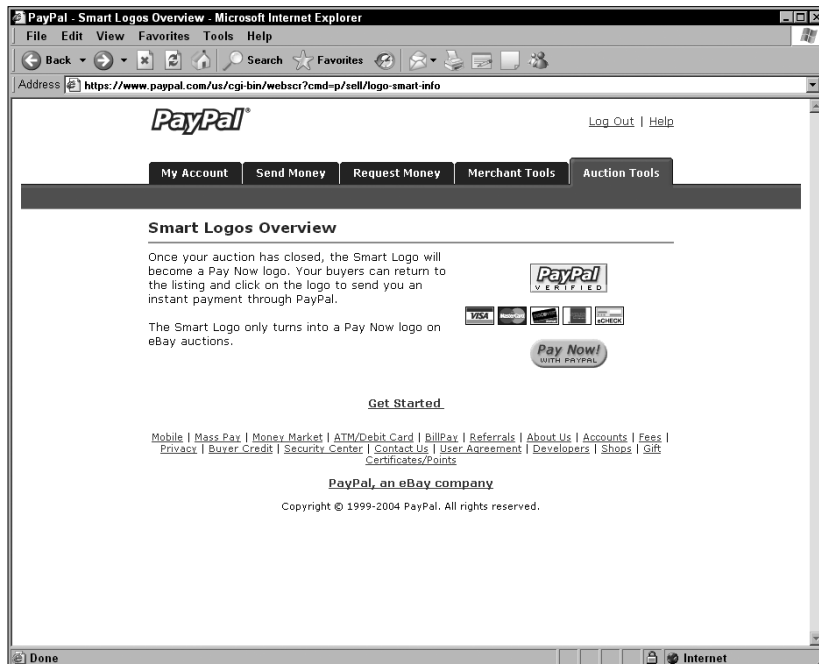 PayPal - Smart Logos Overview - Microsoft Internet Explorer
File Edit View Favorites Tools Help
Back Search Favorites
Address https://www.paypal.com/us/cgi-bin/webscr?cmd=p/sell/logo-smart-info
PayPal®
Log Out | Help
My Account Send Money Request Money Merchant Tools Auction Tools
Smart Logos Overview
Once your auction has closed, the Smart Logo will
become a Pay Now logo. Your buyers can return to
the listing and click on the logo to send you an
instant payment through PayPal.
The Smart Logo only turns into a Pay Now logo on
eBay auctions.
PayPal
VERIFIED
VISA MasterCard eCHECK
Pay Now!
WITH PAYPAL
Get Started
Mobile | Mass Pay | Money Market | ATM/Debit Card | BillPay | Referrals | About Us | Accounts | Fees |
Privacy | Buyer Credit | Security Center | Contact Us | User Agreement | Developers | Shops | Gift
Certificates/Points
PayPal, an eBay company
Copyright © 1999-2004 PayPal. All rights reserved.
Done Internet